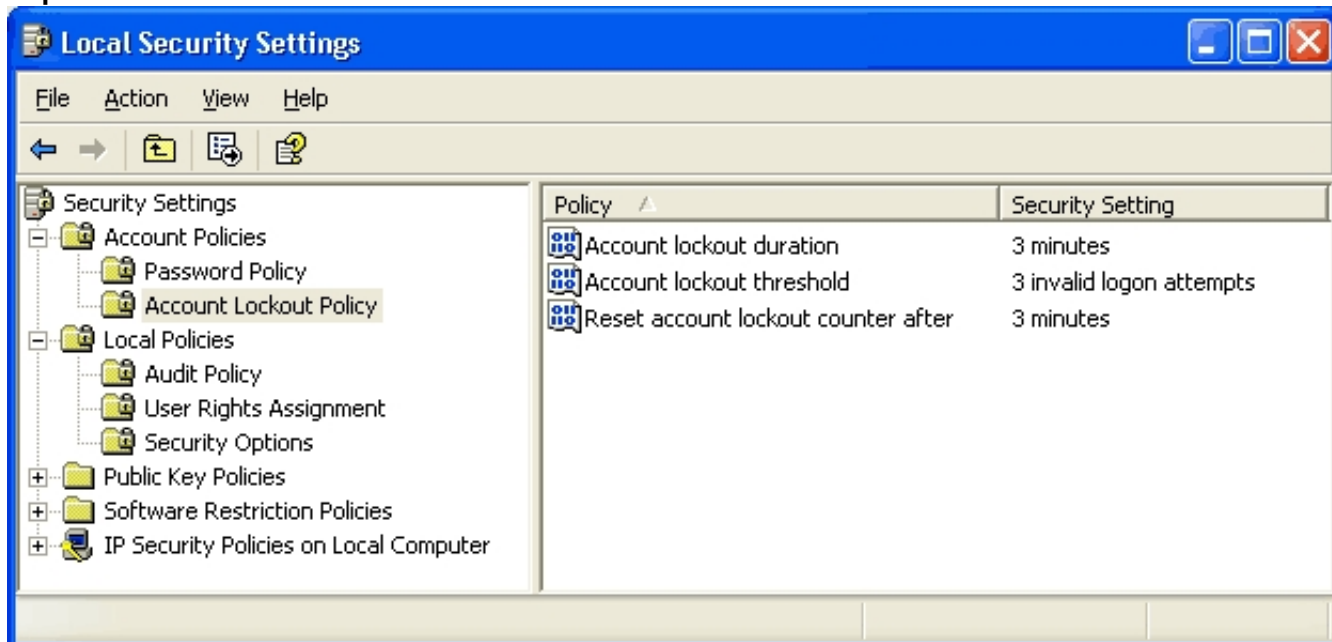 Local Security Settings
File Action View Help
Security Settings
Account Policies
Password Policy
Account Lockout Policy
Local Policies
Audit Policy
User Rights Assignment
Security Options
Public Key Policies
Software Restriction Policies
IP Security Policies on Local Computer
Policy Security Setting
Account lockout duration 3 minutes
Account lockout threshold 3 invalid logon attempts
Reset account lockout counter after 3 minutes